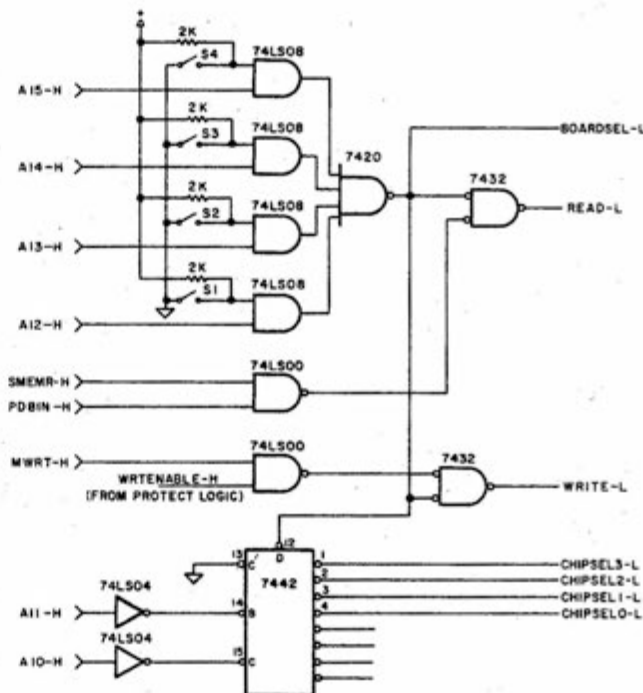 +
2K
S4
74LS08
A15-H
2K
S3
74LS08
A14-H
7420
BOARDSEL-L
7432
READ-L
2K
S2
74LS08
A13-H
2K
S1
74LS08
A12-H
74LS00
SMEMR-H
PDBIN-H
74LS00
MWRT-H
WRTENABLE-H
(FROM PROTECT LOGIC)
7432
WRITE-L
12
D
13
C
7442
1
CHIPSEL3-L
2
CHIPSEL2-L
3
CHIPSEL1-L
4
CHIPSEL0-L
74LS04
A11-H
14
B
74LS04
A10-H
15
C